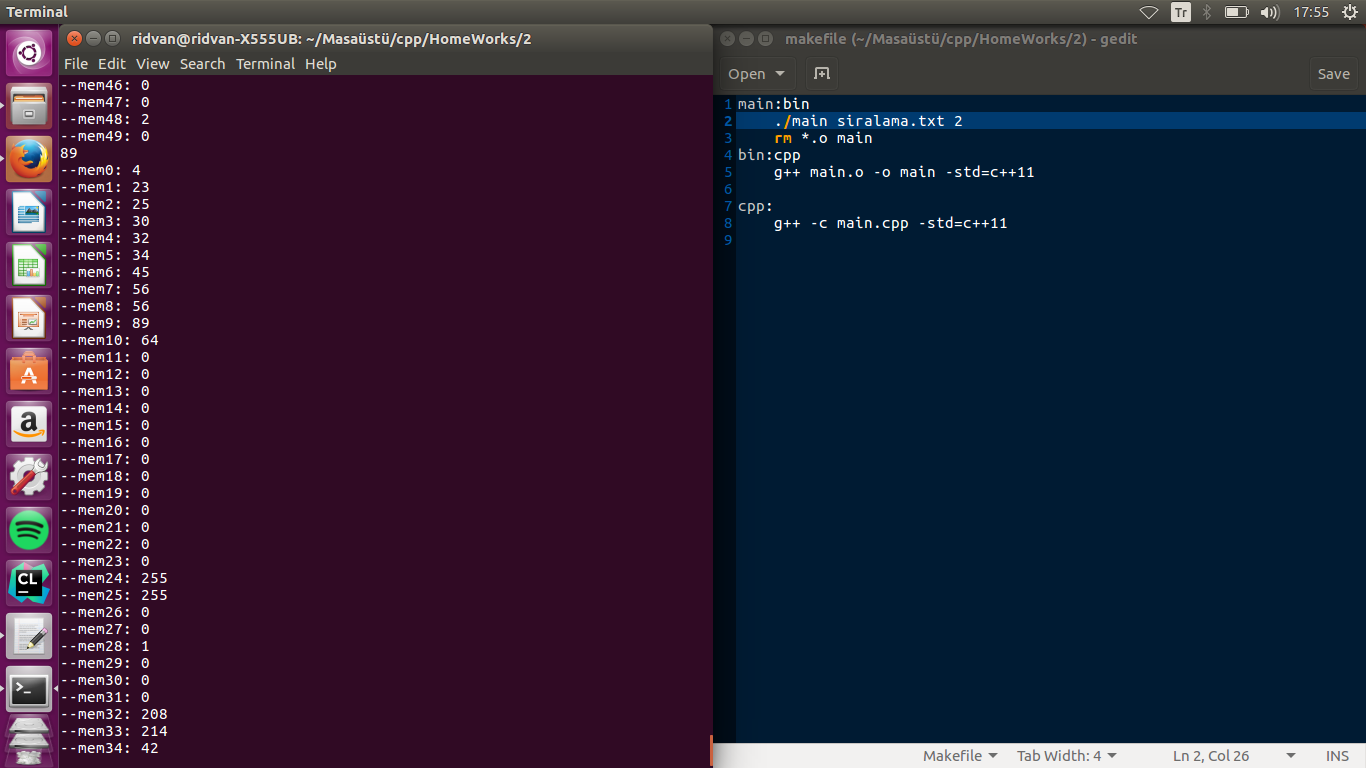 Terminal
Tr
17:55
ridvan@ridvan-X555UB: ~/Masaüstü/cpp/HomeWorks/2
File Edit View Search Terminal Help
--mem46: 0
--mem47: 0
--mem48: 2
--mem49: 0
89
--mem0: 4
--mem1: 23
--mem2: 25
--mem3: 30
--mem4: 32
--mem5: 34
--mem6: 45
--mem7: 56
--mem8: 56
--mem9: 89
--mem10: 64
--mem11: 0
--mem12: 0
--mem13: 0
--mem14: 0
--mem15: 0
--mem16: 0
--mem17: 0
--mem18: 0
--mem19: 0
--mem20: 0
--mem21: 0
--mem22: 0
--mem23: 0
--mem24: 255
--mem25: 255
--mem26: 0
--mem27: 0
--mem28: 1
--mem29: 0
--mem30: 0
--mem31: 0
--mem32: 208
--mem33: 214
--mem34: 42
makefile (~/Masaüstü/cpp/HomeWorks/2) - gedit
Open
Save
1 main:bin
2     ./main siralama.txt 2
3     rm *.o main
4 bin:cpp
5     g++ main.o -o main -std=c++11
6
7 cpp:
8     g++ -c main.cpp -std=c++11
9
Makefile
Tab Width: 4
Ln 2, Col 26
INS
A
a
CL
>_